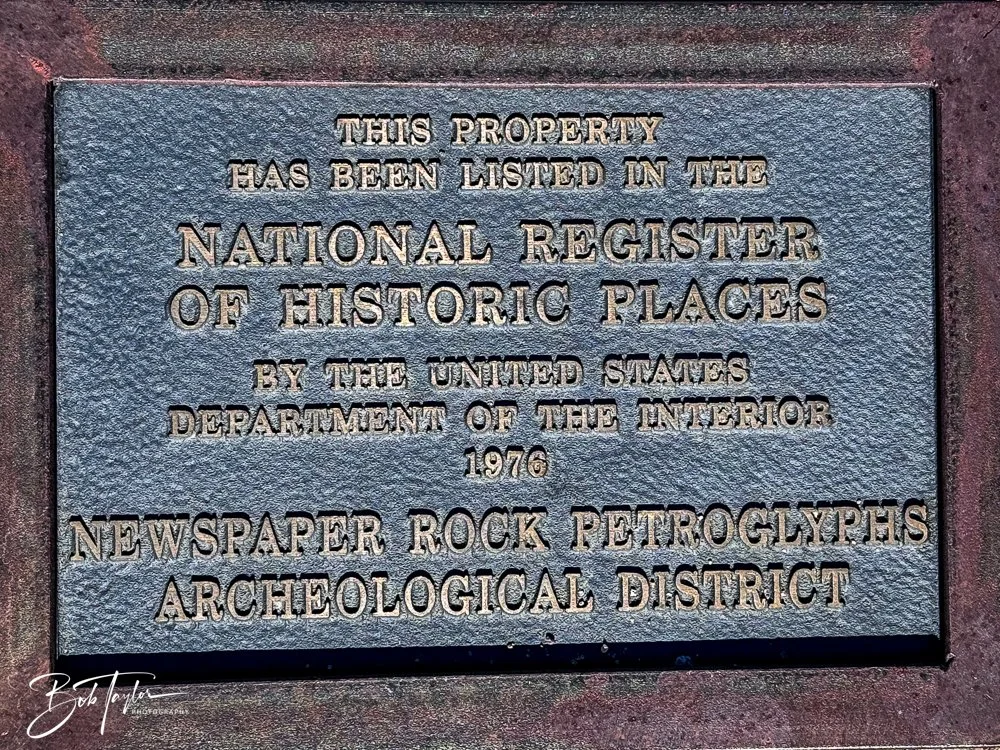 THIS PROPERTY
HAS BEEN LISTED IN THE
NATIONAL REGISTER
OF HISTORIC PLACES
BY THE UNITED STATES
DEPARTMENT OF THE INTERIOR
1976
NEWSPAPER ROCK PETROGLYPHS
ARCHEOLOGICAL DISTRICT
Bob Taylor
PHOTOGRAPHY